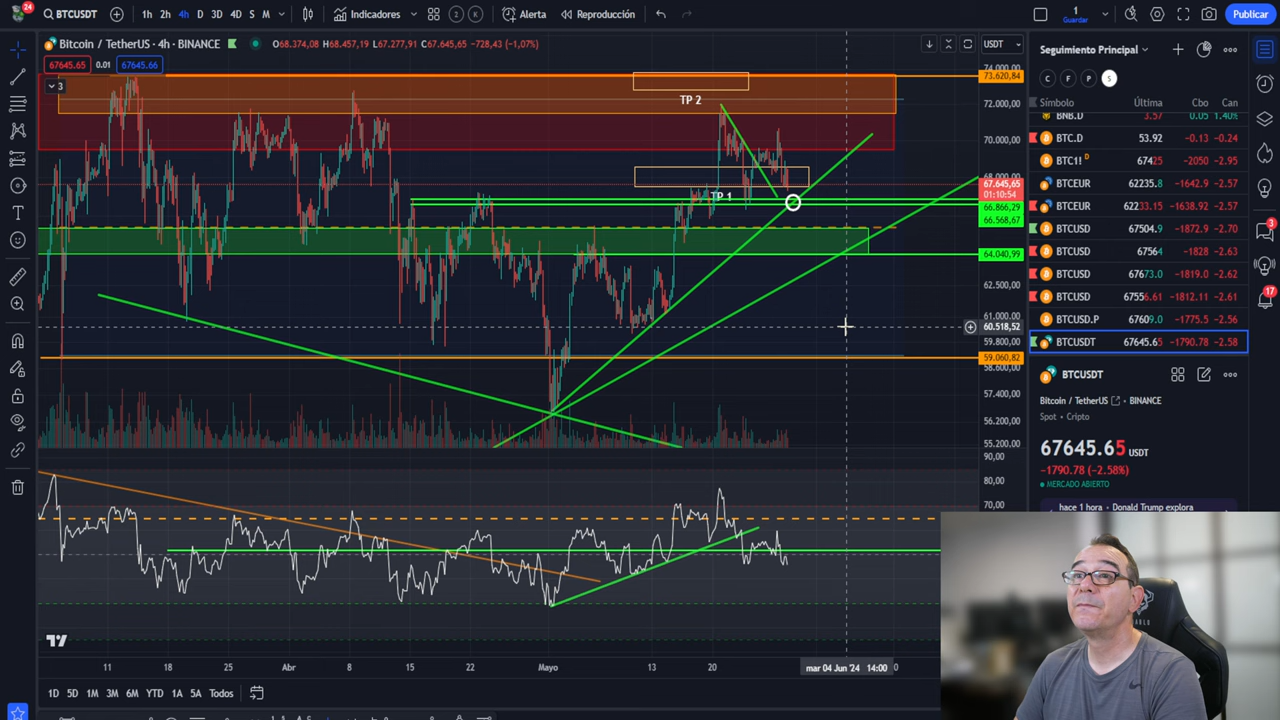 24
BTCUSDT
1h 2h 4h D 3D 4D S M
Indicadores
2
K
Alerta
Reproducción
1
Guardar
Publicar
Bitcoin / TetherUS · 4h · BINANCE
O68.374,08 H68.457,19 L67.277,91 C67.645,65 -728,43 (-1,07%)
67645.65 0.01 67645.66
3
USDT
74.000,00
73.620,84
72.000,00
70.000,00
68.000,00
67.645,65
01:10:54
66.866,29
66.568,67
64.040,99
62.500,00
61.000,00
60.518,52
59.800,00
59.060,82
58.600,00
57.400,00
56.200,00
55.200,00
90,00
80,00
70,00
TP 2
TP 1
11 18 25 Abr 8 15 22 Mayo 13 20 mar 04 Jun '24 14:00 0
1D 5D 1M 3M 6M YTD 1A 5A Todos
Seguimiento Principal
C F P S
Símbolo Última Cbo Can
BNB.D 3.57 0.05 1.40%
BTC.D 53.92 -0.13 -0.24
BTC1! D 67425 -2050 -2.95
BTCEUR 62235.8 -1642.9 -2.57
BTCEUR 62233.15 -1638.92 -2.57
BTCUSD 67504.9 -1872.9 -2.70
BTCUSD 67564 -1828 -2.63
BTCUSD 67673.0 -1819.0 -2.62
BTCUSD 67556.61 -1812.11 -2.61
BTCUSD.P 67609.0 -1775.5 -2.56
BTCUSDT 67645.65 -1790.78 -2.58
BTCUSDT
Bitcoin / TetherUS · BINANCE
Spot · Cripto
67645.65 USDT
-1790.78 (-2.58%)
MERCADO ABIERTO
hace 1 hora · Donald Trump explora
3
17